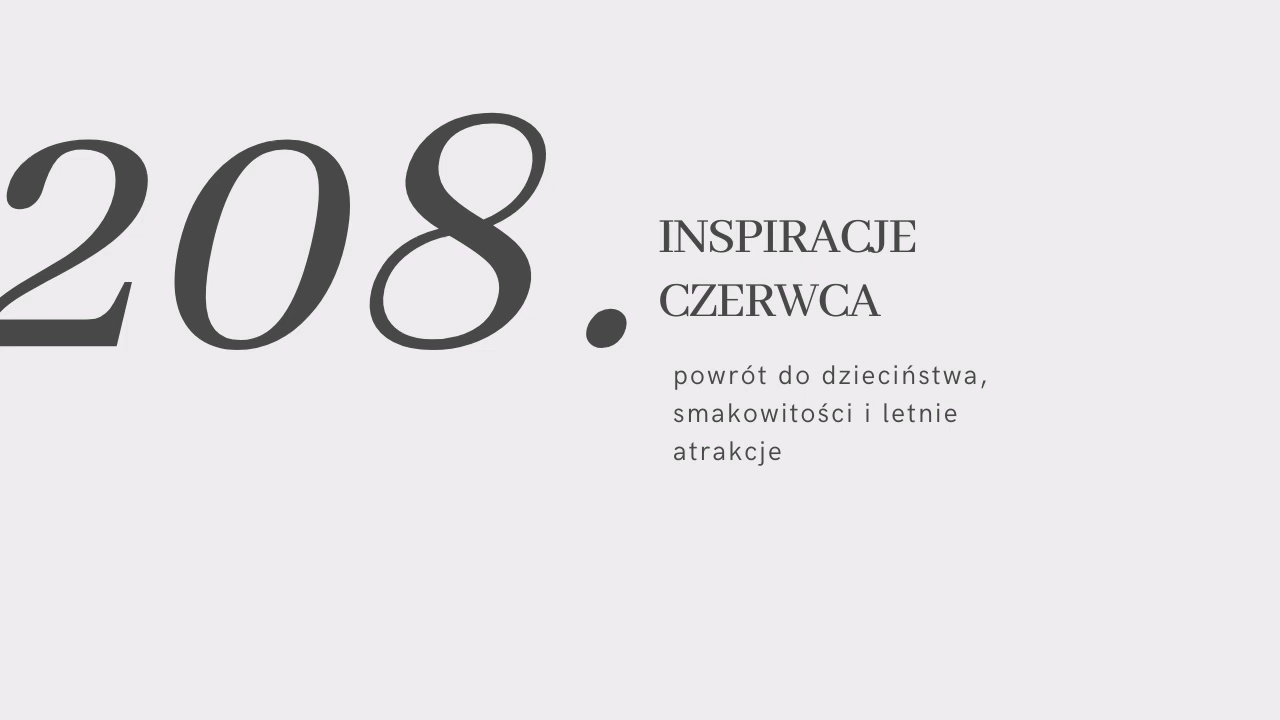 208.
INSPIRACJE
CZERWCA
powrót do dzieciństwa,
smakowitości i letnie
atrakcje